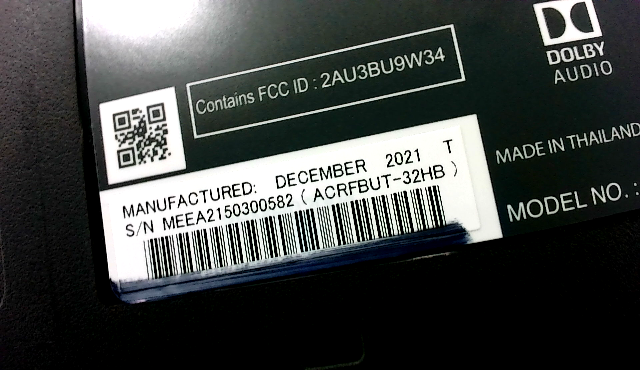 Contains FCC ID : 2AU3BU9W34
DOLBY
AUDIO
MANUFACTURED: DECEMBER 2021 T
S/N MEEA2150300582 ( ACRFBUT-32HB )
MADE IN THAILAND
MODEL NO. :